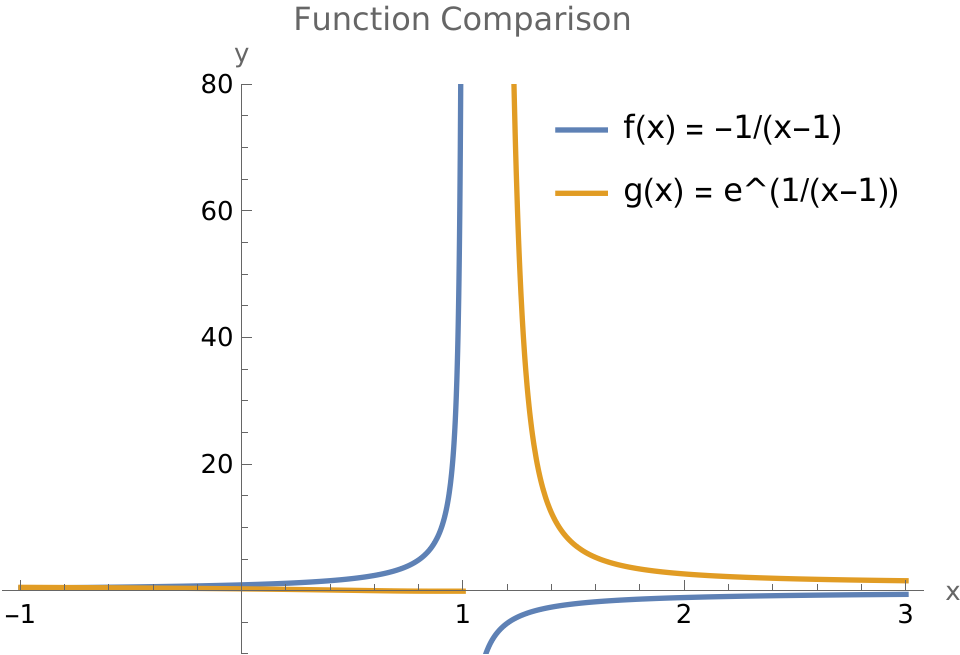 Function Comparison
y
80
f(x) = −1/(x−1)
g(x) = e^(1/(x−1))
60
40
20
x
−1 1 2 3